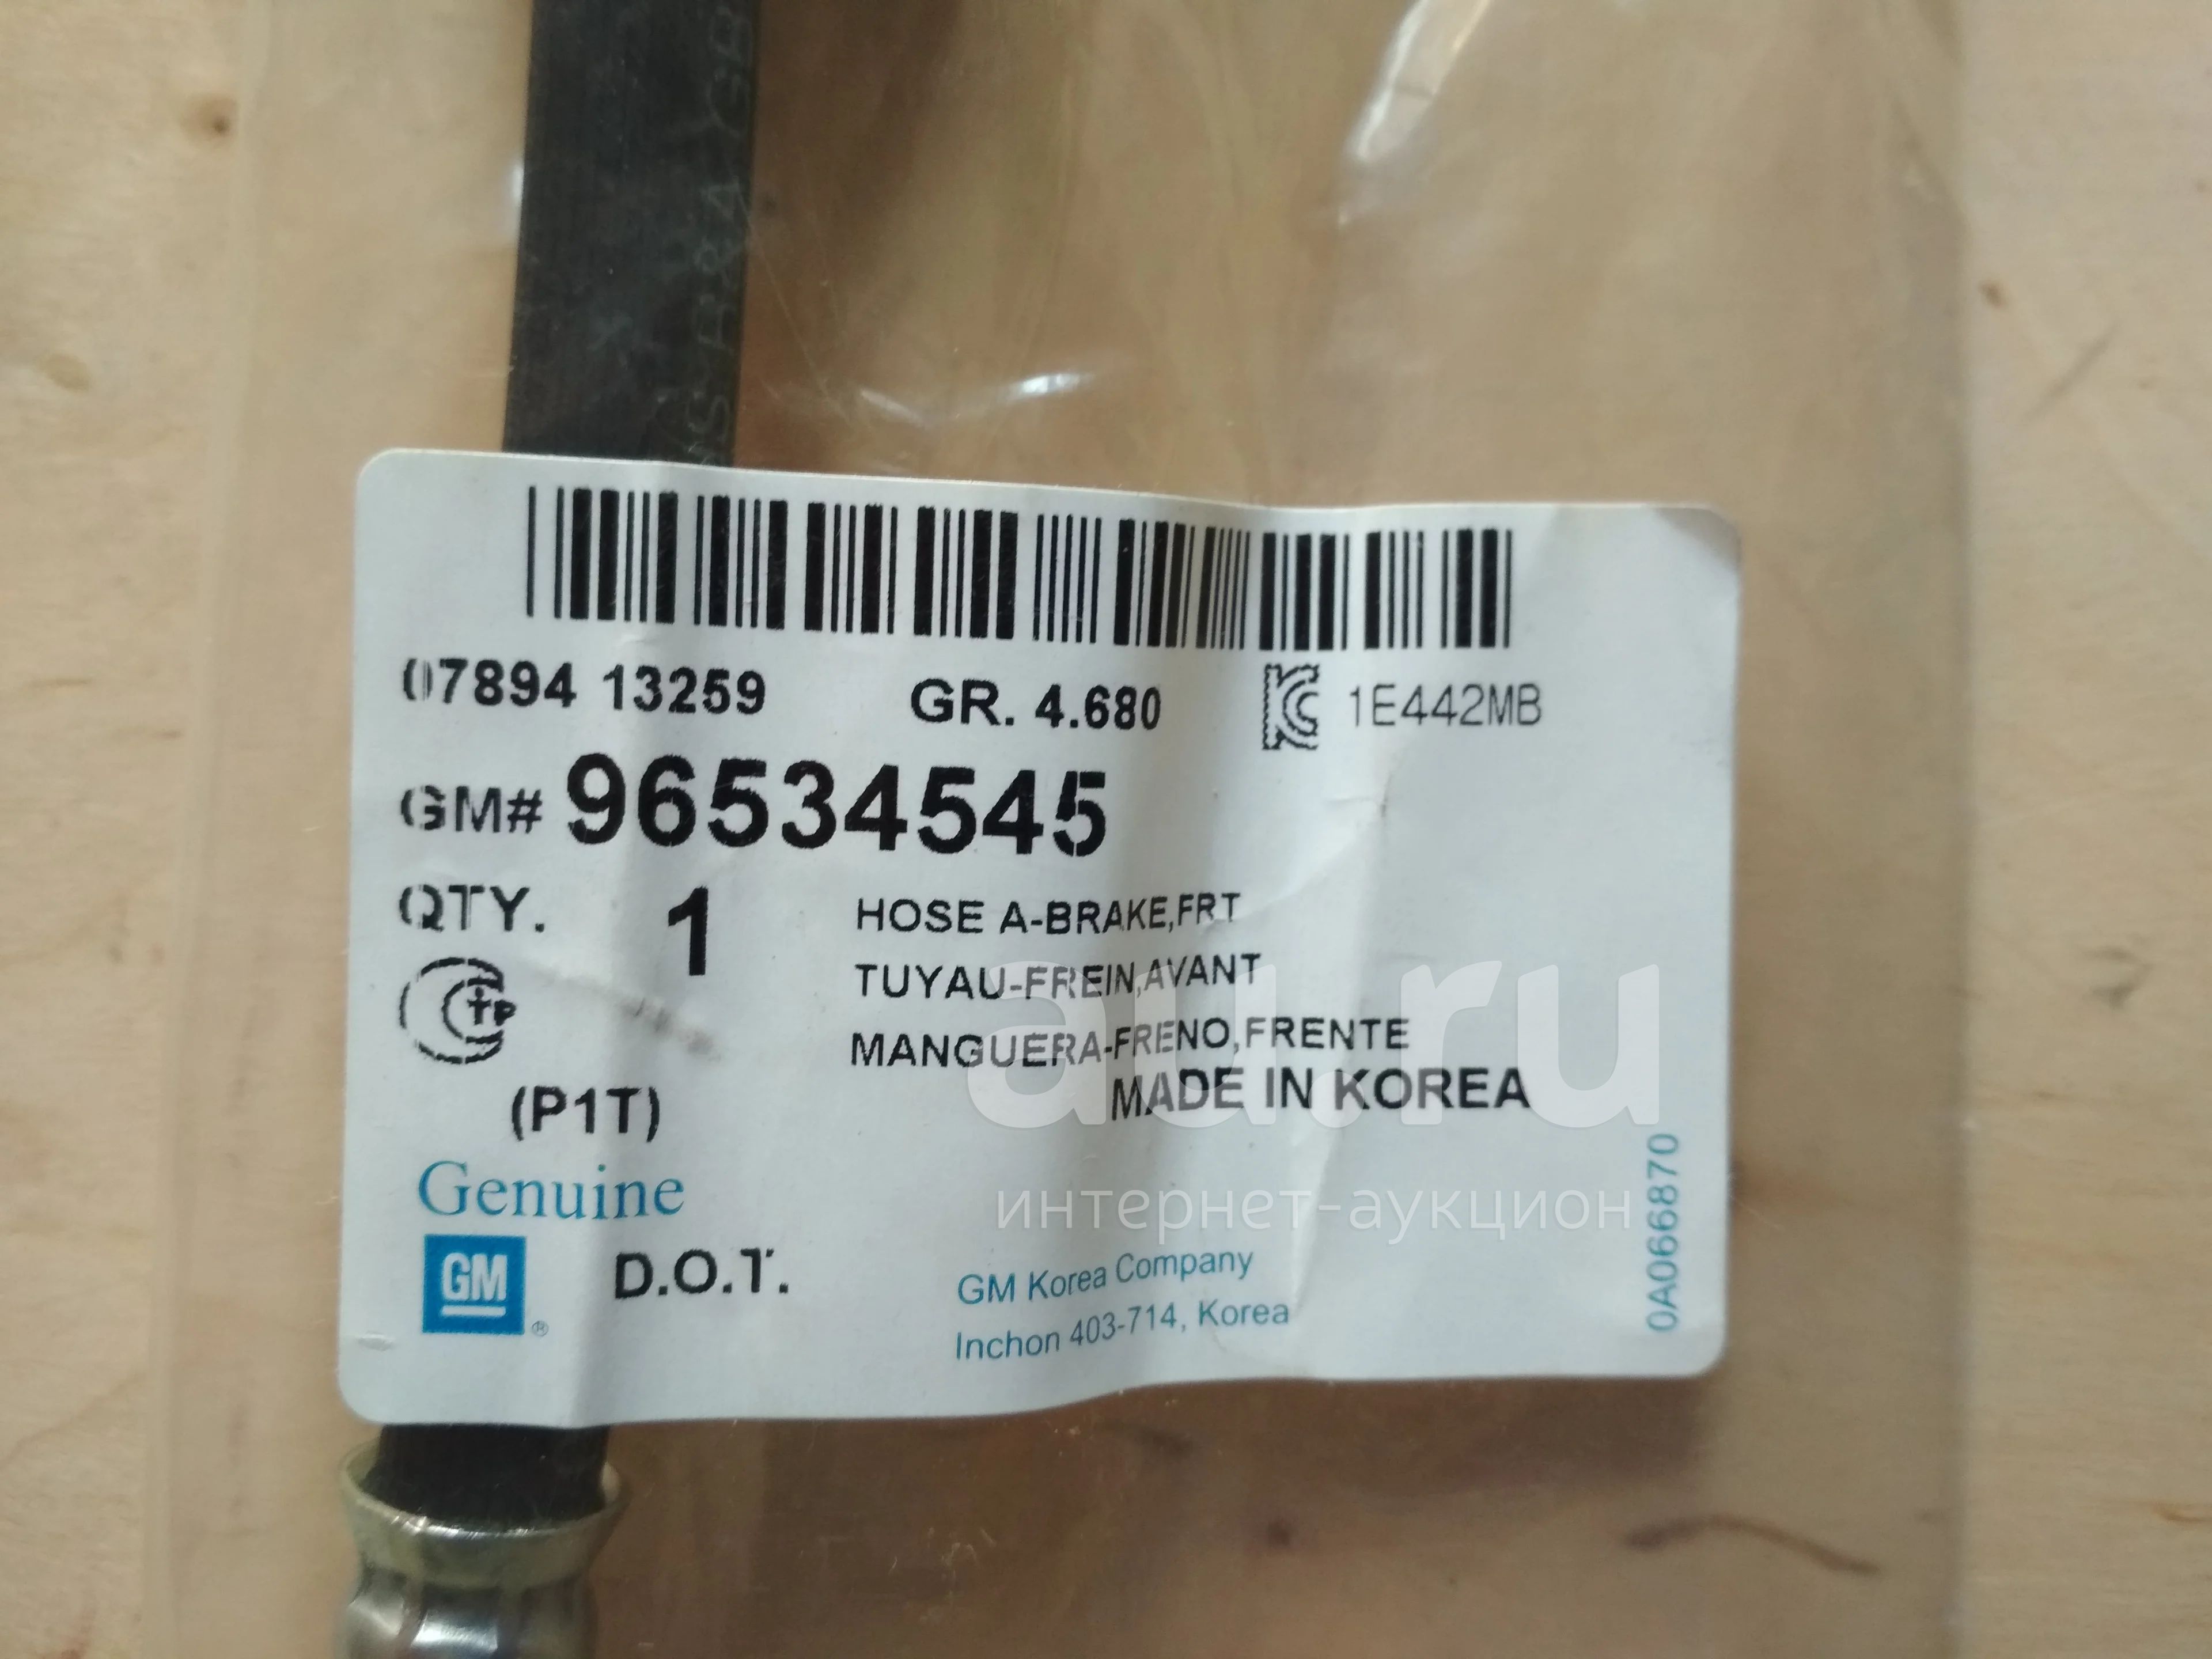 07894 13259 GR. 4.680 1E442MB
GM# 96534545
QTY. 1 HOSE A-BRAKE,FRT
TUYAU-FREIN,AVANT
MANGUERA-FRENO,FRENTE
MADE IN KOREA
(P1T)
Genuine
GM ® D.O.T.
GM Korea Company
Inchon 403-714, Korea
0A066870
au.ru
интернет-аукцион